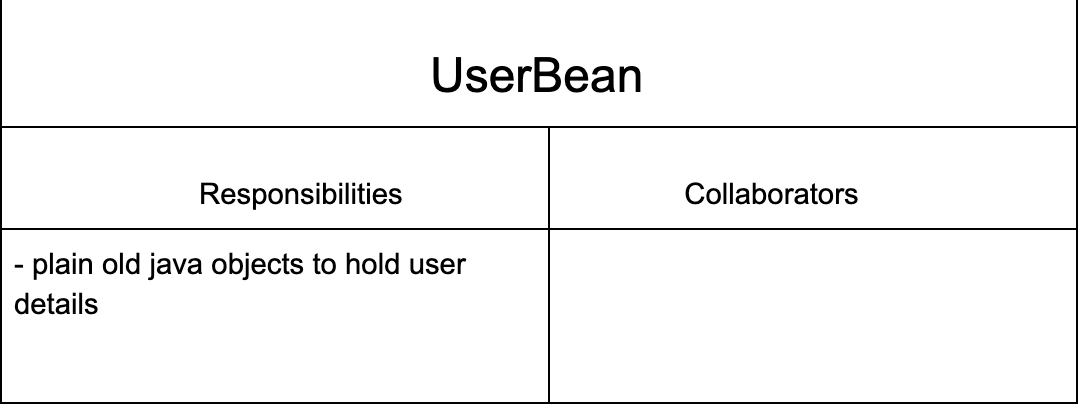 UserBean
Responsibilities
Collaborators
- plain old java objects to hold user
details